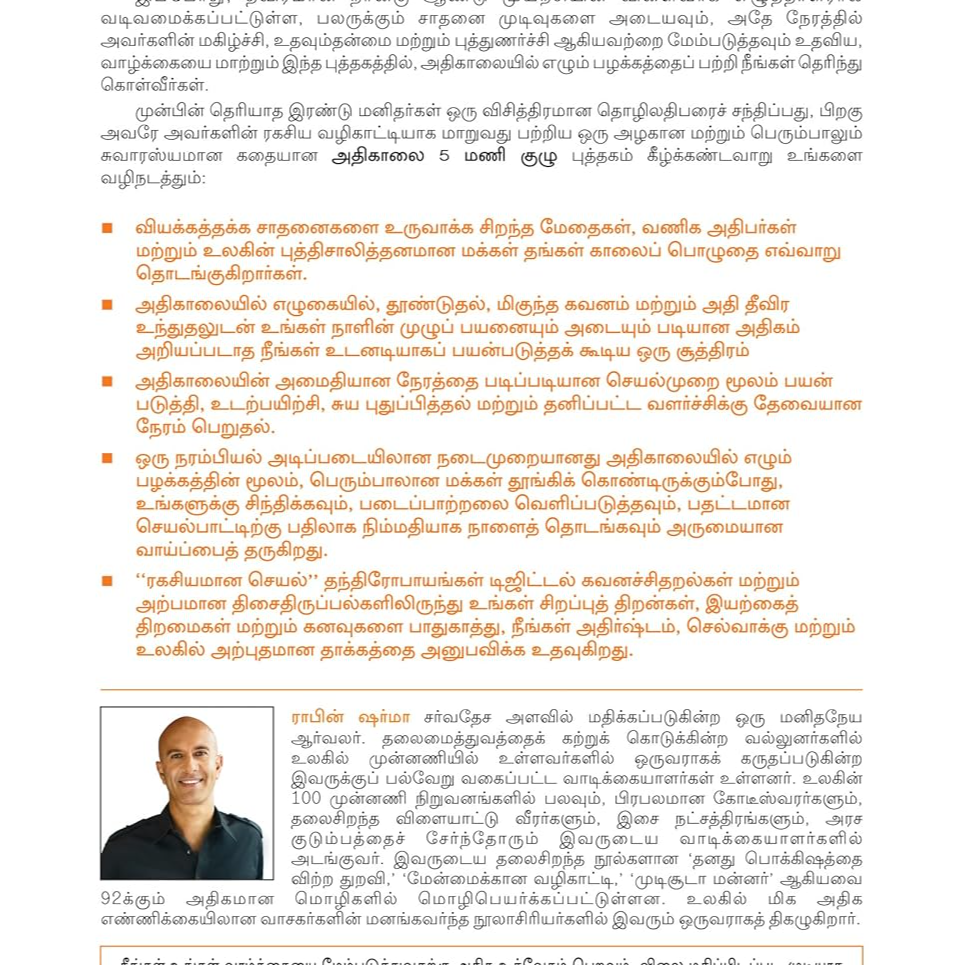 வடிவமைக்கப்பட்டுள்ள, பலருக்கும் சாதனை முடிவுகளை அடையவும், அதே நேரத்தில்
அவர்களின் மகிழ்ச்சி, உதவும்தன்மை மற்றும் புத்துணர்ச்சி ஆகியவற்றை மேம்படுத்தவும் உதவிய,
வாழ்க்கையை மாற்றும் இந்த புத்தகத்தில், அதிகாலையில் எழும் பழக்கத்தைப் பற்றி நீங்கள் தெரிந்து
கொள்வீர்கள்.
முன்பின் தெரியாத இரண்டு மனிதர்கள் ஒரு விசித்திரமான தொழிலதிபரைச் சந்திப்பது, பிறகு
அவரே அவர்களின் ரகசிய வழிகாட்டியாக மாறுவது பற்றிய ஒரு அழகான மற்றும் பெரும்பாலும்
சுவாரஸ்யமான கதையான அதிகாலை 5 மணி குழு புத்தகம் கீழ்க்கண்டவாறு உங்களை
வழிநடத்தும்:
■ வியக்கத்தக்க சாதனைகளை உருவாக்க சிறந்த மேதைகள், வணிக அதிபர்கள்
மற்றும் உலகின் புத்திசாலித்தனமான மக்கள் தங்கள் காலைப் பொழுதை எவ்வாறு
தொடங்குகிறார்கள்.
■ அதிகாலையில் எழுகையில், தூண்டுதல், மிகுந்த கவனம் மற்றும் அதி தீவிர
உந்துதலுடன் உங்கள் நாளின் முழுப் பயனையும் அடையும் படியான அதிகம்
அறியப்படாத நீங்கள் உடனடியாகப் பயன்படுத்தக் கூடிய ஒரு சூத்திரம்
■ அதிகாலையின் அமைதியான நேரத்தை படிப்படியான செயல்முறை மூலம் பயன்
படுத்தி, உடற்பயிற்சி, சுய புதுப்பித்தல் மற்றும் தனிப்பட்ட வளர்ச்சிக்கு தேவையான
நேரம் பெறுதல்.
■ ஒரு நரம்பியல் அடிப்படையிலான நடைமுறையானது அதிகாலையில் எழும்
பழக்கத்தின் மூலம், பெரும்பாலான மக்கள் தூங்கிக் கொண்டிருக்கும்போது,
உங்களுக்கு சிந்திக்கவும், படைப்பாற்றலை வெளிப்படுத்தவும், பதட்டமான
செயல்பாட்டிற்கு பதிலாக நிம்மதியாக நாளைத் தொடங்கவும் அருமையான
வாய்ப்பைத் தருகிறது.
■ “ரகசியமான செயல்” தந்திரோபாயங்கள் டிஜிட்டல் கவனச்சிதறல்கள் மற்றும்
அற்பமான திசைதிருப்பல்களிலிருந்து உங்கள் சிறப்புத் திறன்கள், இயற்கைத்
திறமைகள் மற்றும் கனவுகளை பாதுகாத்து, நீங்கள் அதிர்ஷ்டம், செல்வாக்கு மற்றும்
உலகில் அற்புதமான தாக்கத்தை அனுபவிக்க உதவுகிறது.
ராபின் ஷர்மா சர்வதேச அளவில் மதிக்கப்படுகின்ற ஒரு மனிதநேய
ஆர்வலர். தலைமைத்துவத்தைக் கற்றுக் கொடுக்கின்ற வல்லுனர்களில்
உலகில் முன்னணியில் உள்ளவர்களில் ஒருவராகக் கருதப்படுகின்ற
இவருக்குப் பல்வேறு வகைப்பட்ட வாடிக்கையாளர்கள் உள்ளனர். உலகின்
100 முன்னணி நிறுவனங்களில் பலவும், பிரபலமான கோடீஸ்வரர்களும்,
தலைசிறந்த விளையாட்டு வீரர்களும், இசை நட்சத்திரங்களும், அரச
குடும்பத்தைச் சேர்ந்தோரும் இவருடைய வாடிக்கையாளர்களில்
அடங்குவர். இவருடைய தலைசிறந்த நூல்களான ‘தனது பொக்கிஷத்தை
விற்ற துறவி,’ ‘மேன்மைக்கான வழிகாட்டி,’ ‘முடிசூடா மன்னர்’ ஆகியவை
92க்கும் அதிகமான மொழிகளில் மொழிபெயர்க்கப்பட்டுள்ளன. உலகில் மிக அதிக
எண்ணிக்கையிலான வாசகர்களின் மனங்கவர்ந்த நூலாசிரியர்களில் இவரும் ஒருவராகத் திகழுகிறார்.